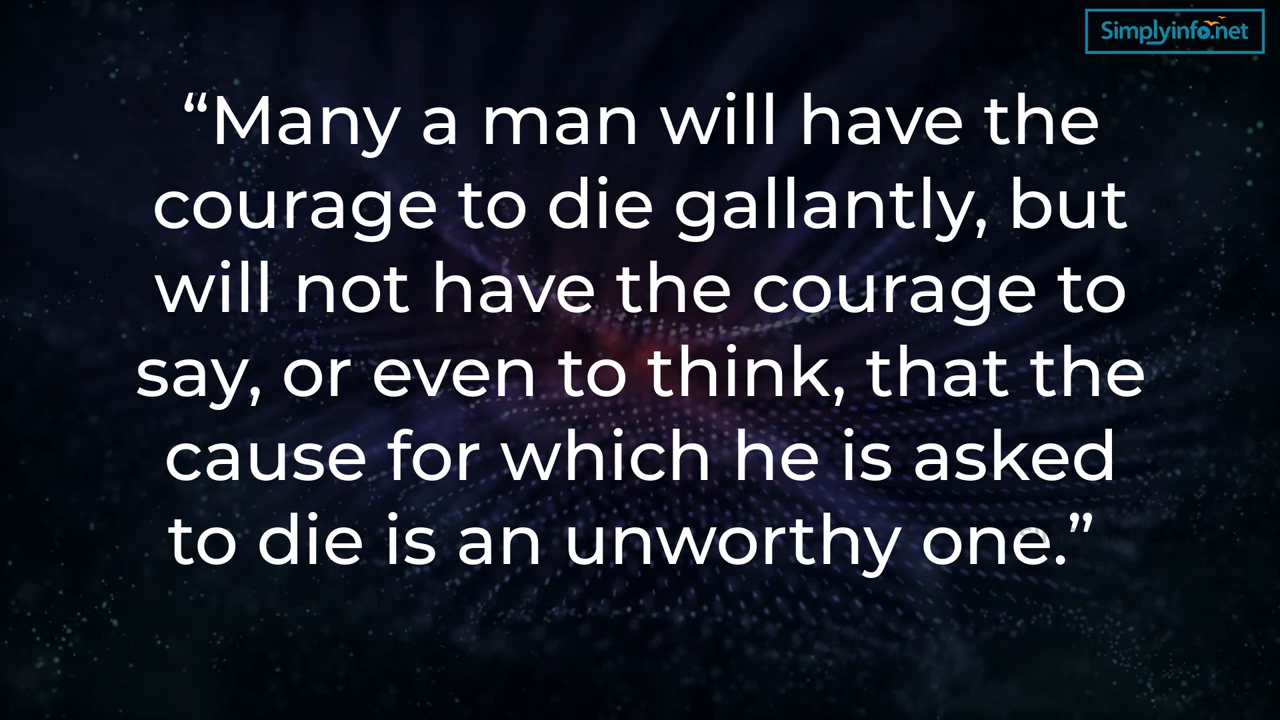 Simplyinfo.net
“Many a man will have the
courage to die gallantly, but
will not have the courage to
say, or even to think, that the
cause for which he is asked
to die is an unworthy one.”